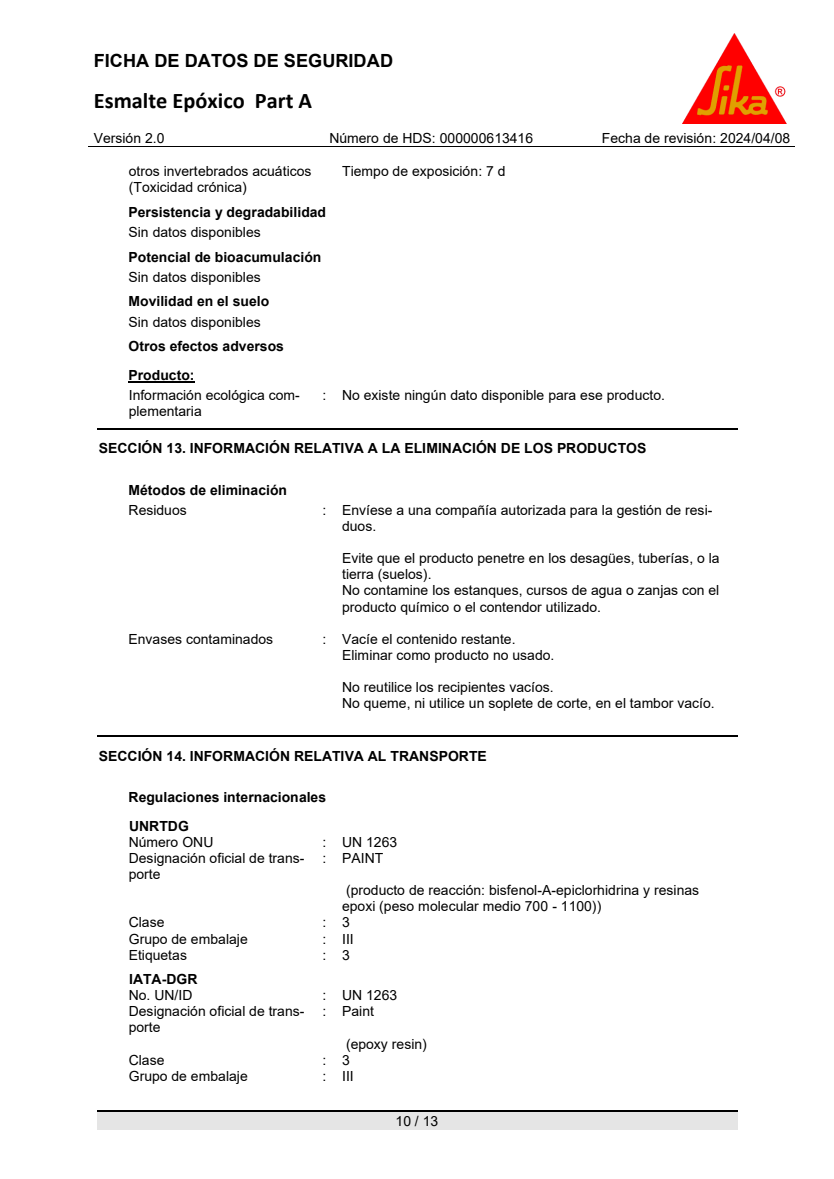 FICHA DE DATOS DE SEGURIDAD
Esmalte Epóxico Part A
Sika ®
Versión 2.0 Número de HDS: 000000613416 Fecha de revisión: 2024/04/08
otros invertebrados acuáticos Tiempo de exposición: 7 d
(Toxicidad crónica)
Persistencia y degradabilidad
Sin datos disponibles
Potencial de bioacumulación
Sin datos disponibles
Movilidad en el suelo
Sin datos disponibles
Otros efectos adversos
Producto:
Información ecológica com- : No existe ningún dato disponible para ese producto.
plementaria
SECCIÓN 13. INFORMACIÓN RELATIVA A LA ELIMINACIÓN DE LOS PRODUCTOS
Métodos de eliminación
Residuos : Envíese a una compañía autorizada para la gestión de resi-
duos.
Evite que el producto penetre en los desagües, tuberías, o la
tierra (suelos).
No contamine los estanques, cursos de agua o zanjas con el
producto químico o el contendor utilizado.
Envases contaminados : Vacíe el contenido restante.
Eliminar como producto no usado.
No reutilice los recipientes vacíos.
No queme, ni utilice un soplete de corte, en el tambor vacío.
SECCIÓN 14. INFORMACIÓN RELATIVA AL TRANSPORTE
Regulaciones internacionales
UNRTDG
Número ONU : UN 1263
Designación oficial de trans- : PAINT
porte
(producto de reacción: bisfenol-A-epiclorhidrina y resinas
epoxi (peso molecular medio 700 - 1100))
Clase : 3
Grupo de embalaje : III
Etiquetas : 3
IATA-DGR
No. UN/ID : UN 1263
Designación oficial de trans- : Paint
porte
(epoxy resin)
Clase : 3
Grupo de embalaje : III
10 / 13